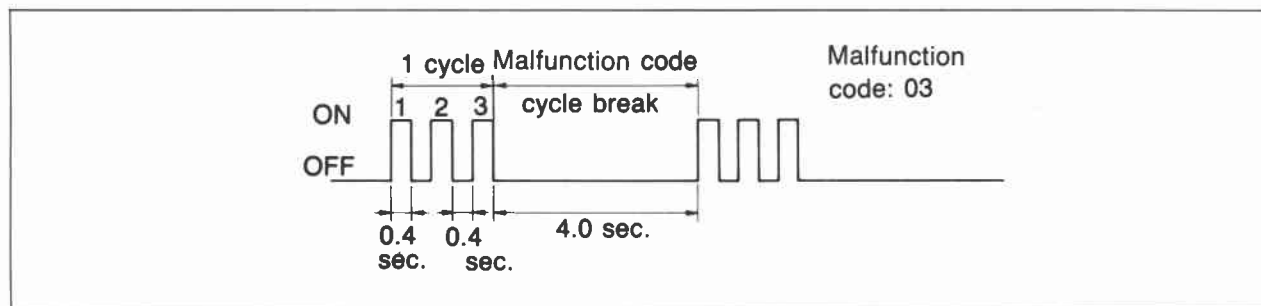 1 cycle Malfunction code
cycle break
Malfunction
code: 03
1 2 3
ON
OFF
0.4
sec.
0.4
sec.
4.0 sec.